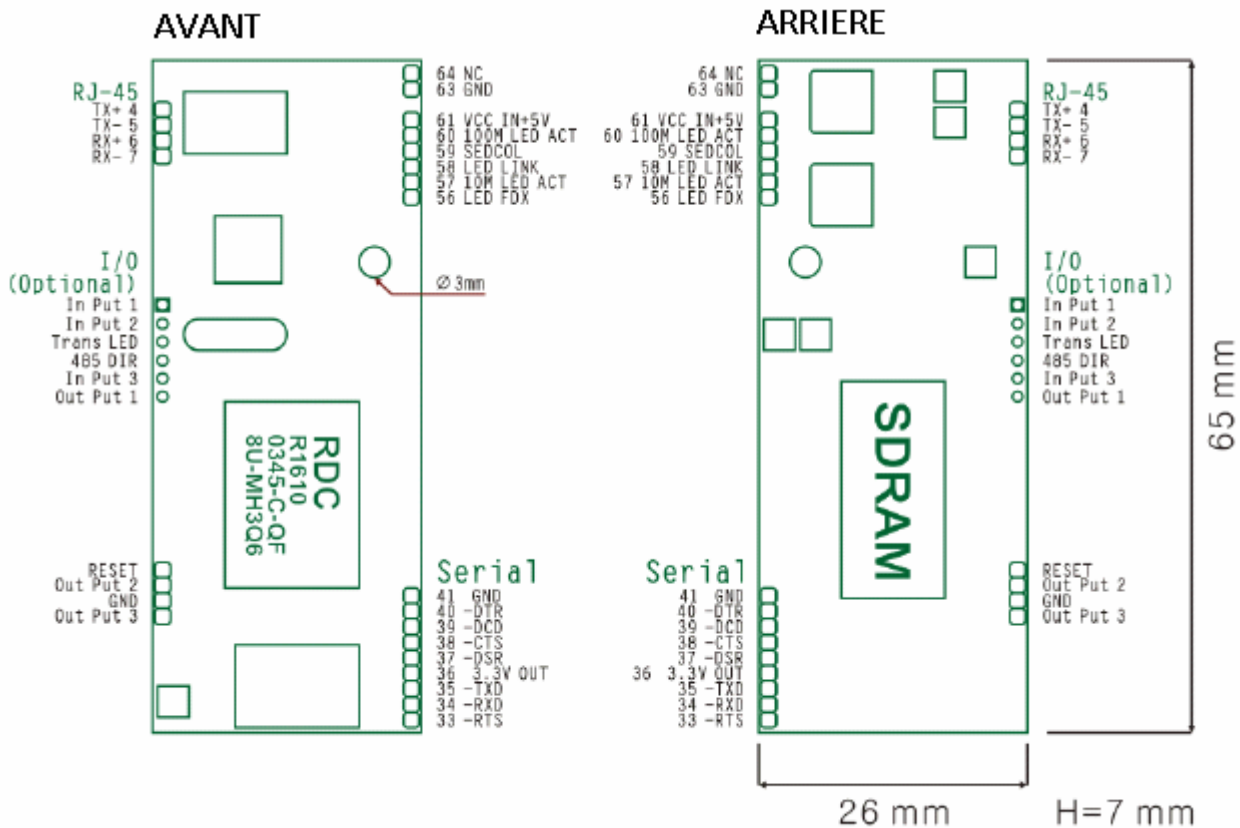 AVANT
RJ-45
TX+ 4
TX- 5
RX+ 6
RX- 7
I/O
(Optional)
In Put 1
In Put 2
Trans LED
485 DIR
In Put 3
Out Put 1
RESET
Out Put 2
GND
Out Put 3
RDC
R1610
0345-C-QF
8U-MH3Q6
64 NC
63 GND
61 VCC IN+5V
60 100M LED ACT
59 SEDCOL
58 LED LINK
57 10M LED ACT
56 LED FDX
Ø 3mm
Serial
41 GND
40 -DTR
39 -DCD
38 -CTS
37 -DSR
36 3.3V OUT
35 -TXD
34 -RXD
33 -RTS
ARRIERE
64 NC
63 GND
61 VCC IN+5V
60 100M LED ACT
59 SEDCOL
58 LED LINK
57 10M LED ACT
56 LED FDX
Serial
41 GND
40 -DTR
39 -DCD
38 -CTS
37 -DSR
36 3.3V OUT
35 -TXD
34 -RXD
33 -RTS
SDRAM
RJ-45
TX+ 4
TX- 5
RX+ 6
RX- 7
I/O
(Optional)
In Put 1
In Put 2
Trans LED
485 DIR
In Put 3
Out Put 1
RESET
Out Put 2
GND
Out Put 3
65 mm
26 mm
H=7 mm